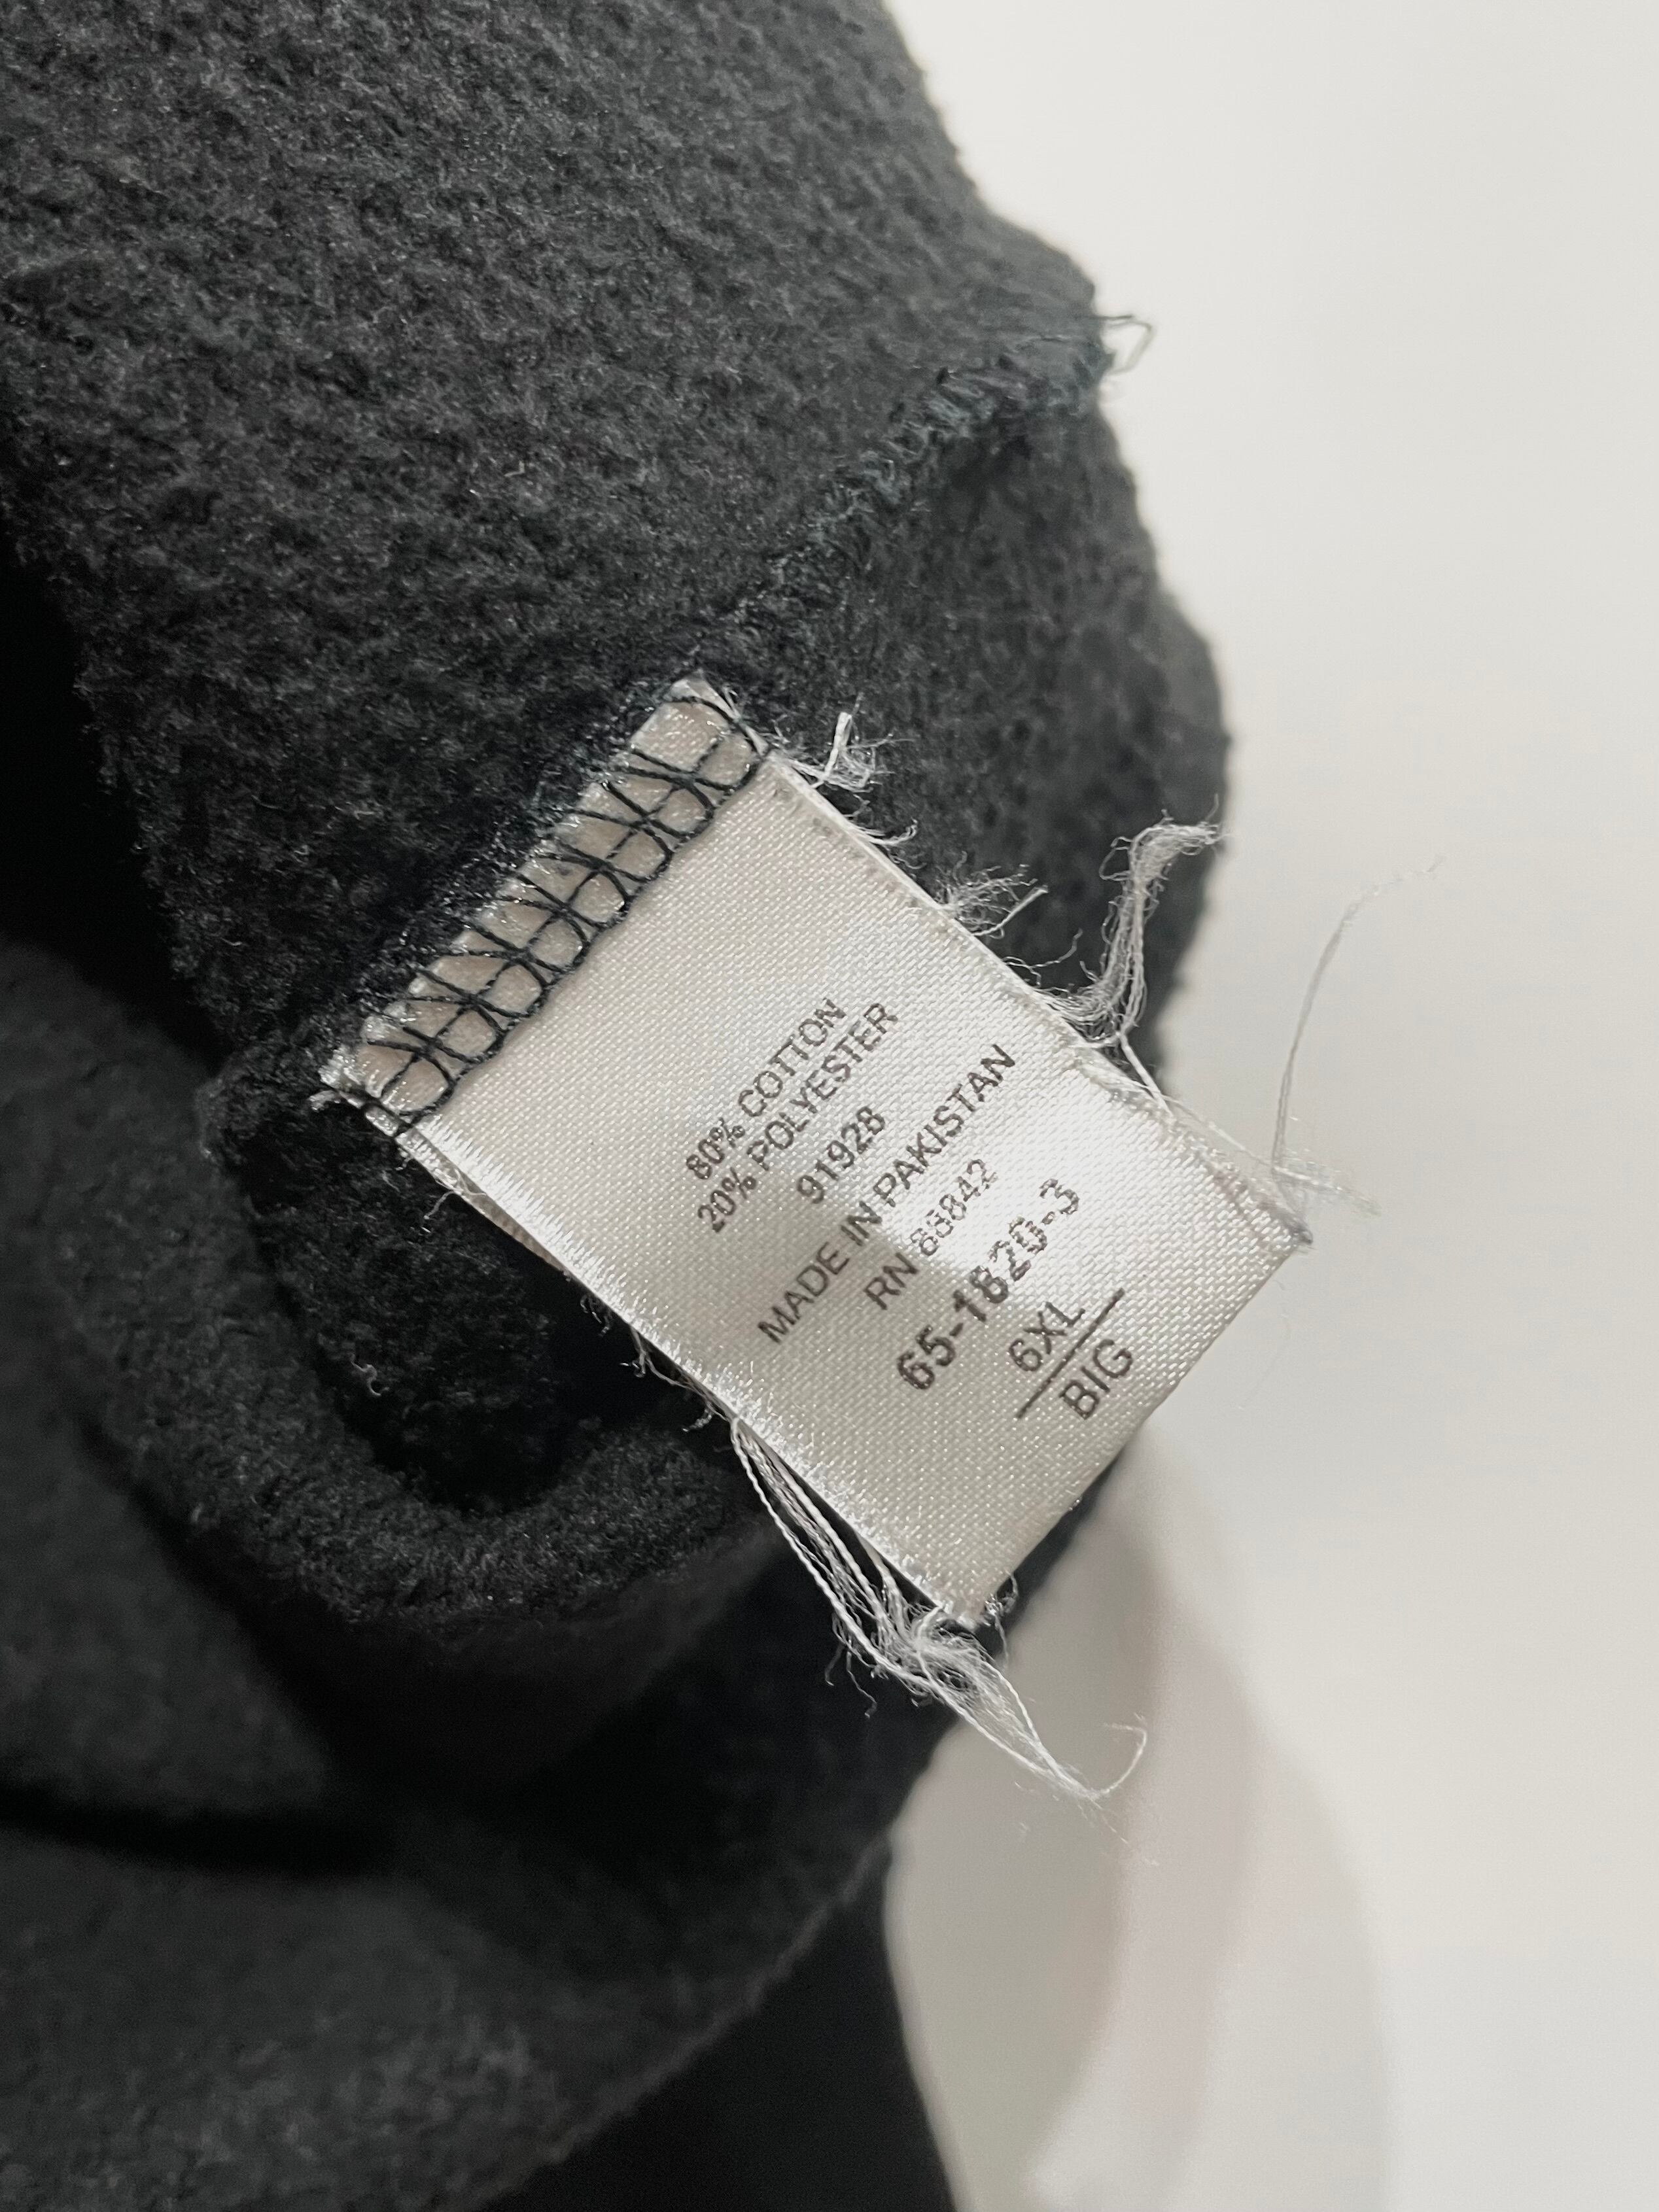 80% COTTON
20% POLYESTER
91928
MADE IN PAKISTAN
RN 88842
65-1820-3
6XL
BIG